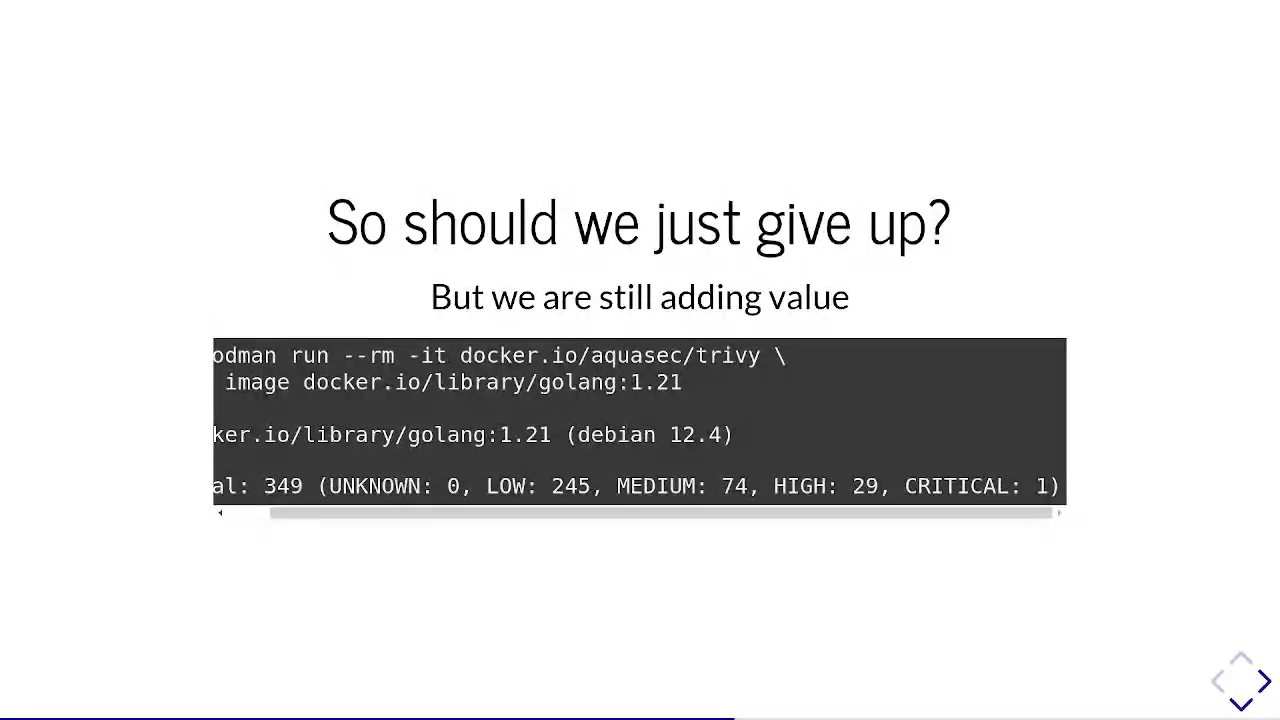 So should we just give up?
But we are still adding value
odman run --rm -it docker.io/aquasec/trivy \
image docker.io/library/golang:1.21
ker.io/library/golang:1.21 (debian 12.4)
al: 349 (UNKNOWN: 0, LOW: 245, MEDIUM: 74, HIGH: 29, CRITICAL: 1)